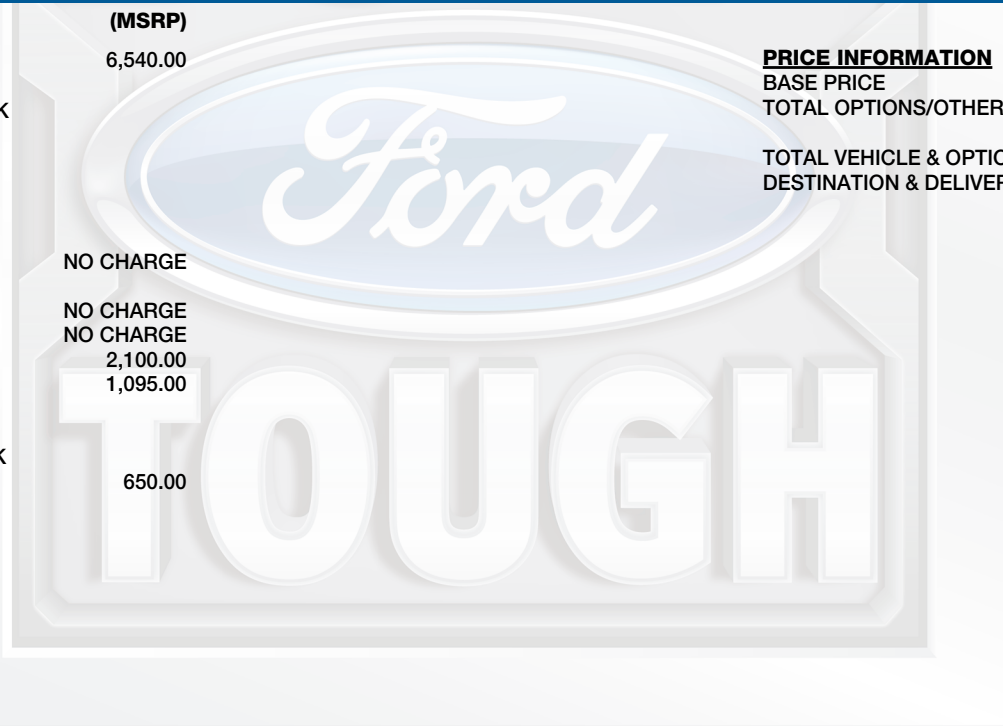 (MSRP)
6,540.00
K
NO CHARGE
NO CHARGE
NO CHARGE
2,100.00
1,095.00
K
650.00
PRICE INFORMATION
BASE PRICE
TOTAL OPTIONS/OTHER
TOTAL VEHICLE & OPTIO
DESTINATION & DELIVER
Ford
TOUGH